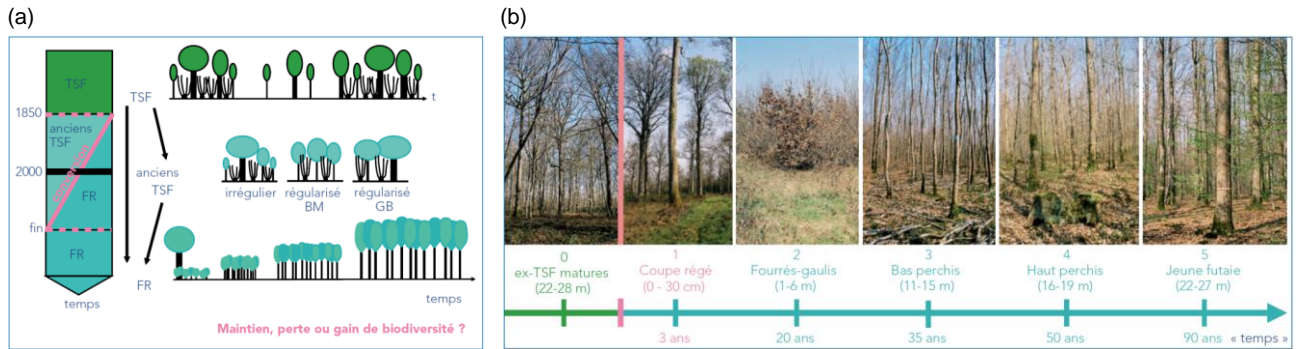 (a)
TSF
1850
anciens
TSF
2000
FR
fin
FR
temps
TSF
anciens
TSF
FR
t
irrégulier
régularisé
BM
régularisé
GB
temps
Maintien, perte ou gain de biodiversité ?
(b)
0
ex-TSF matures
(22-28 m)
1
Coupe régé
(0 - 30 cm)
3 ans
2
Fourrés-gaulis
(1-6 m)
20 ans
3
Bas perchis
(11-15 m)
35 ans
4
Haut perchis
(16-19 m)
50 ans
5
Jeune futaie
(22-27 m)
90 ans
« temps »